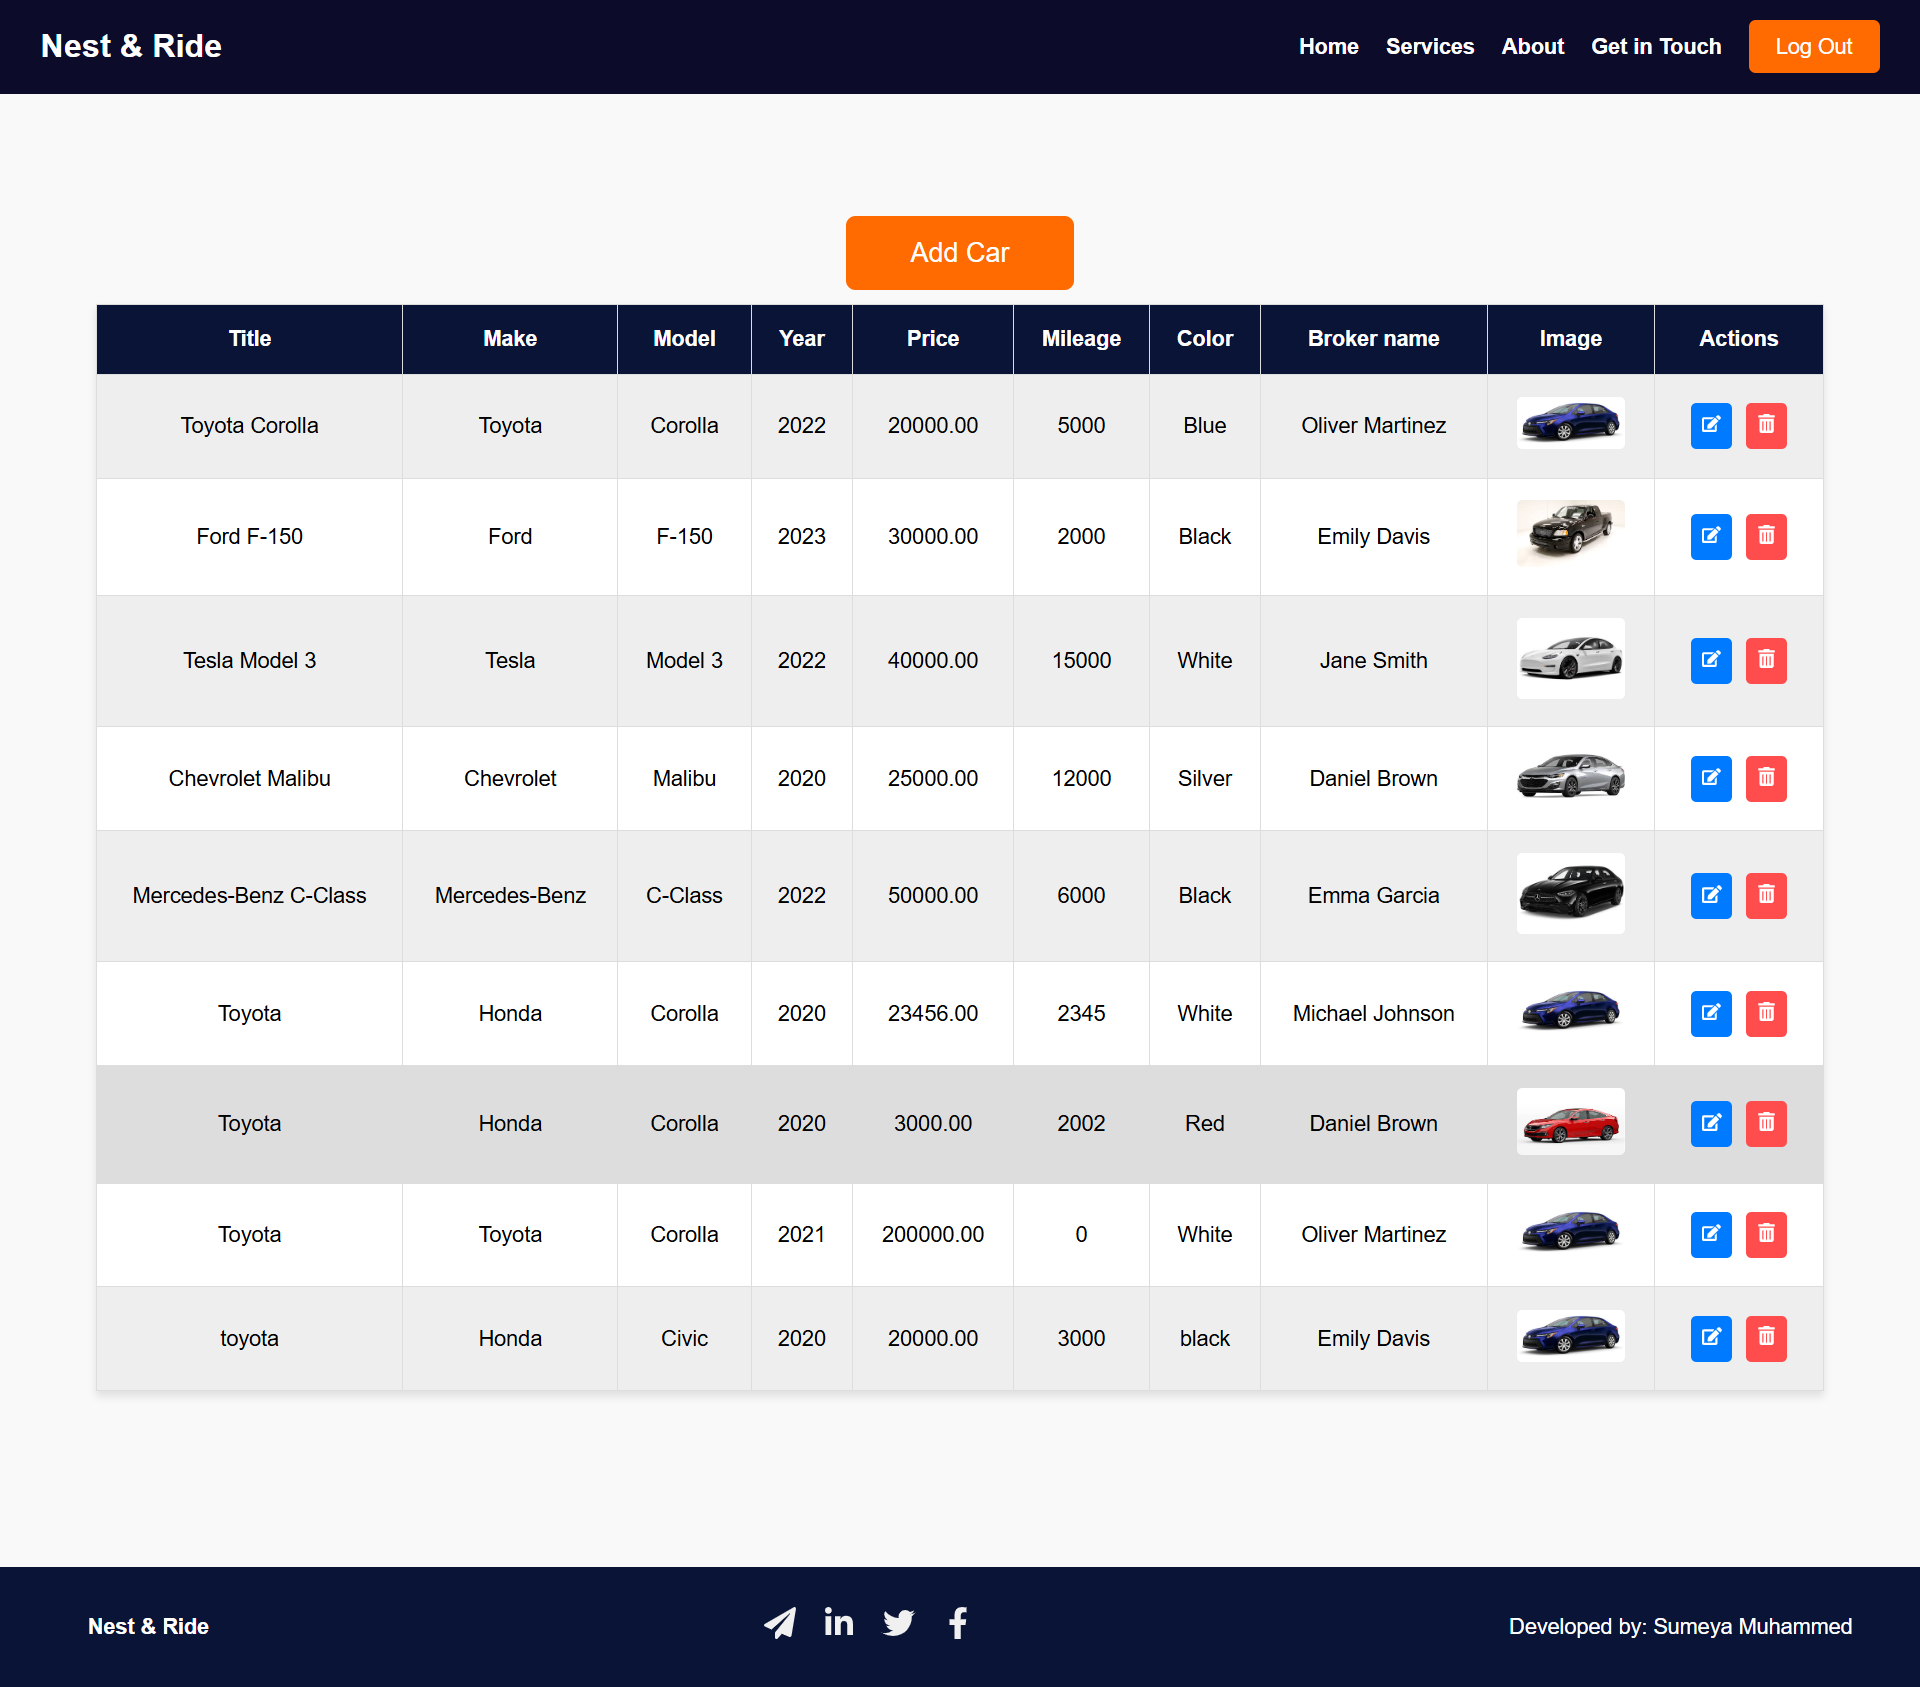 Nest & Ride Home Services About Get in Touch Log Out
Add Car
Title Make Model Year Price Mileage Color Broker name Image Actions
Toyota Corolla Toyota Corolla 2022 20000.00 5000 Blue Oliver Martinez
Ford F-150 Ford F-150 2023 30000.00 2000 Black Emily Davis
Tesla Model 3 Tesla Model 3 2022 40000.00 15000 White Jane Smith
Chevrolet Malibu Chevrolet Malibu 2020 25000.00 12000 Silver Daniel Brown
Mercedes-Benz C-Class Mercedes-Benz C-Class 2022 50000.00 6000 Black Emma Garcia
Toyota Honda Corolla 2020 23456.00 2345 White Michael Johnson
Toyota Honda Corolla 2020 3000.00 2002 Red Daniel Brown
Toyota Toyota Corolla 2021 200000.00 0 White Oliver Martinez
toyota Honda Civic 2020 20000.00 3000 black Emily Davis
Nest & Ride Developed by: Sumeya Muhammed